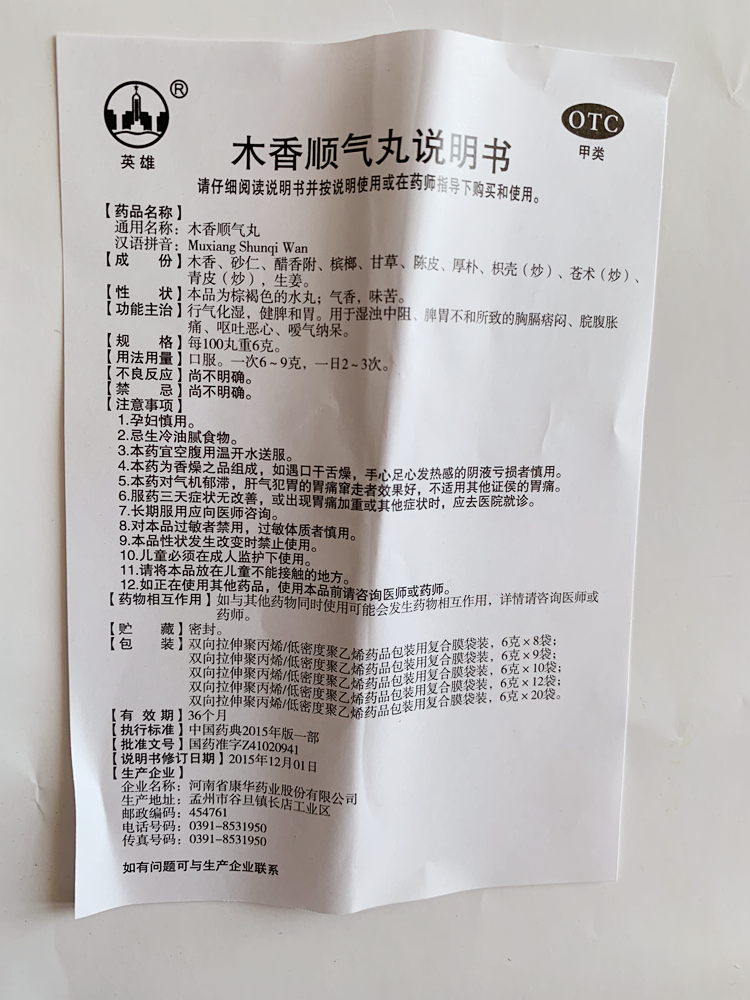 ®
OTC
英雄
甲类
木香顺气丸说明书
请仔细阅读说明书并按说明使用或在药师指导下购买和使用。
【药品名称】
通用名称：木香顺气丸
汉语拼音：Muxiang Shunqi Wan
【成　份】木香、砂仁、醋香附、槟榔、甘草、陈皮、厚朴、枳壳（炒）、苍术（炒）、
青皮（炒），生姜。
【性　状】本品为棕褐色的水丸；气香，味苦。
【功能主治】行气化湿，健脾和胃。用于湿浊中阻、脾胃不和所致的胸膈痞闷、脘腹胀
痛、呕吐恶心、嗳气纳呆。
【规　格】每100丸重6克。
【用法用量】口服。一次6~9克，一日2~3次。
【不良反应】尚不明确。
【禁　忌】尚不明确。
【注意事项】
1.孕妇慎用。
2.忌生冷油腻食物。
3.本药宜空腹用温开水送服。
4.本药为香燥之品组成，如遇口干舌燥，手心足心发热感的阴液亏损者慎用。
5.本药对气机郁滞，肝气犯胃的胃痛窜走者效果好，不适用其他证侯的胃痛。
6.服药三天症状无改善，或出现胃痛加重或其他症状时，应去医院就诊。
7.长期服用应向医师咨询。
8.对本品过敏者禁用，过敏体质者慎用。
9.本品性状发生改变时禁止使用。
10.儿童必须在成人监护下使用。
11.请将本品放在儿童不能接触的地方。
12.如正在使用其他药品，使用本品前请咨询医师或药师。
【药物相互作用】如与其他药物同时使用可能会发生药物相互作用，详情请咨询医师或
药师。
【贮　藏】密封。
【包　装】双向拉伸聚丙烯/低密度聚乙烯药品包装用复合膜袋装，6克×8袋；
双向拉伸聚丙烯/低密度聚乙烯药品包装用复合膜袋装，6克×9袋；
双向拉伸聚丙烯/低密度聚乙烯药品包装用复合膜袋装，6克×10袋；
双向拉伸聚丙烯/低密度聚乙烯药品包装用复合膜袋装，6克×12袋；
双向拉伸聚丙烯/低密度聚乙烯药品包装用复合膜袋装，6克×20袋。
【有 效 期】36个月
【执行标准】中国药典2015年版一部
【批准文号】国药准字Z41020941
【说明书修订日期】2015年12月01日
【生产企业】
企业名称：河南省康华药业股份有限公司
生产地址：孟州市谷旦镇长店工业区
邮政编码：454761
电话号码：0391-8531950
传真号码：0391-8531950
如有问题可与生产企业联系